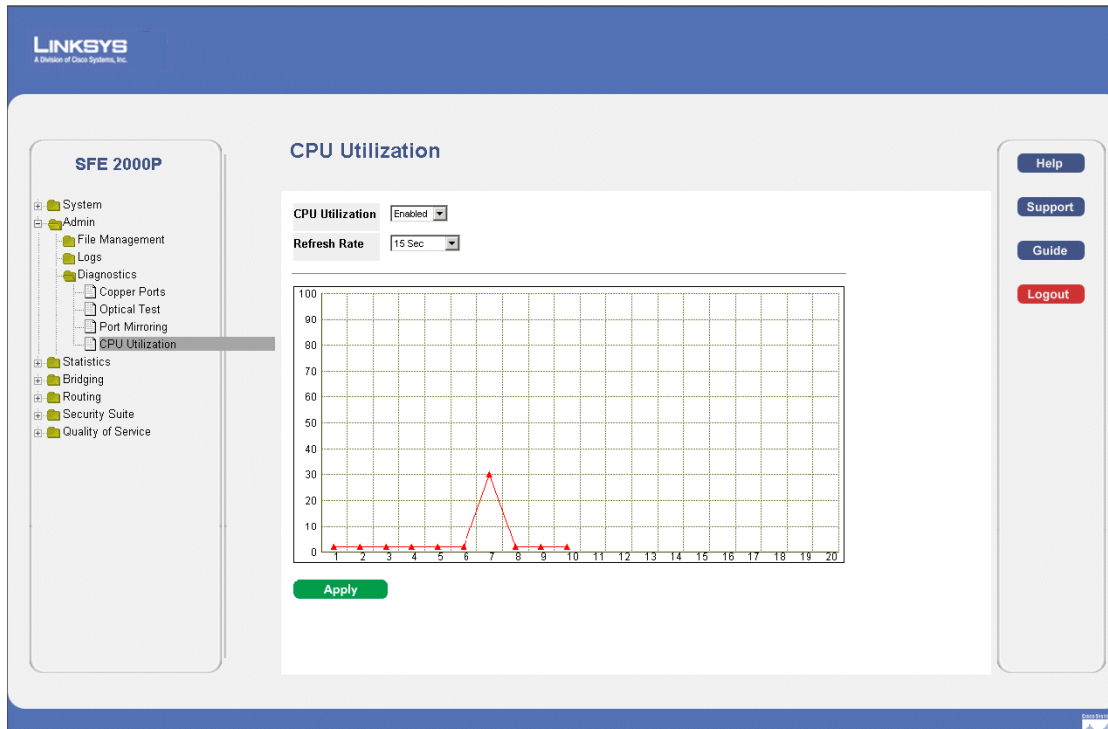 LINKSYS
A Division of Cisco Systems, Inc.
SFE 2000P
System
Admin
File Management
Logs
Diagnostics
Copper Ports
Optical Test
Port Mirroring
CPU Utilization
Statistics
Bridging
Routing
Security Suite
Quality of Service
CPU Utilization
CPU Utilization Enabled
Refresh Rate 15 Sec
100
90
80
70
60
50
40
30
20
10
0
1 2 3 4 5 6 7 8 9 10 11 12 13 14 15 16 17 18 19 20
Apply
Help
Support
Guide
Logout